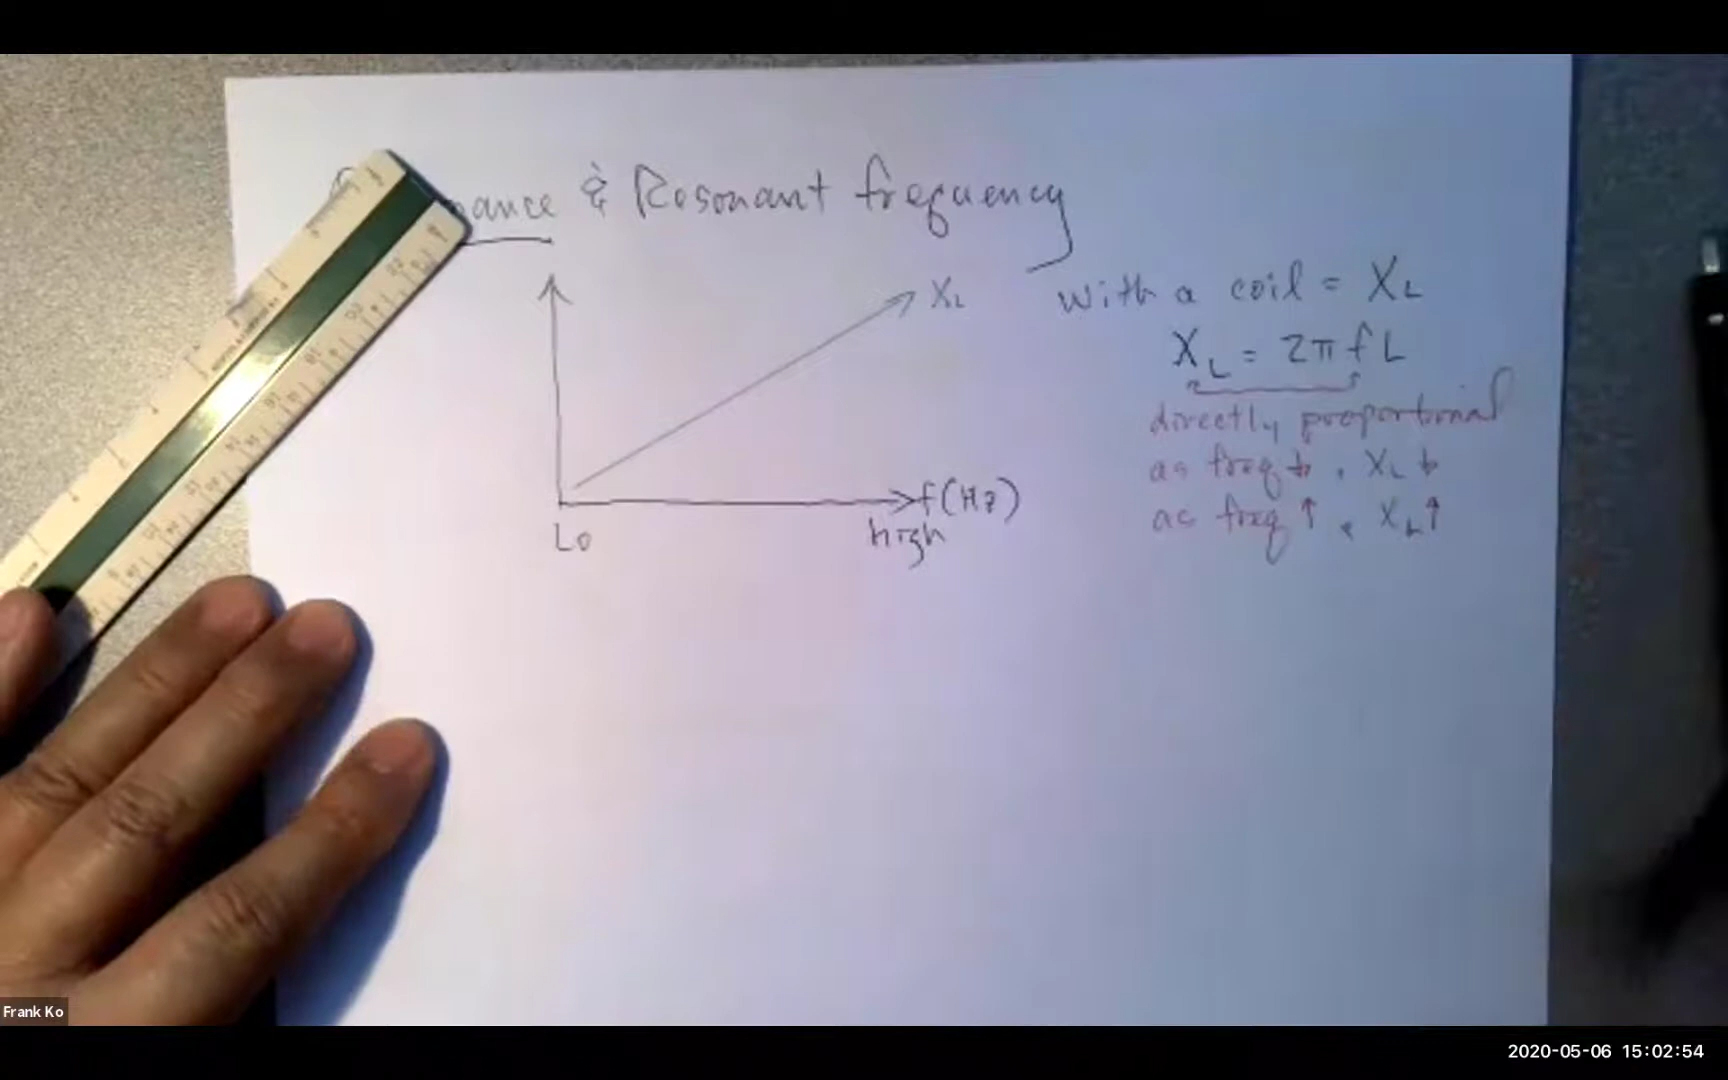 & Resonant frequency
XL
with a coil = XL
XL = 2πfL
directly proportional
as freq ↓, XL ↓
as freq ↑, XL ↑
f(Hz)
Lo
high
Frank Ko
2020-05-06 15:02:54